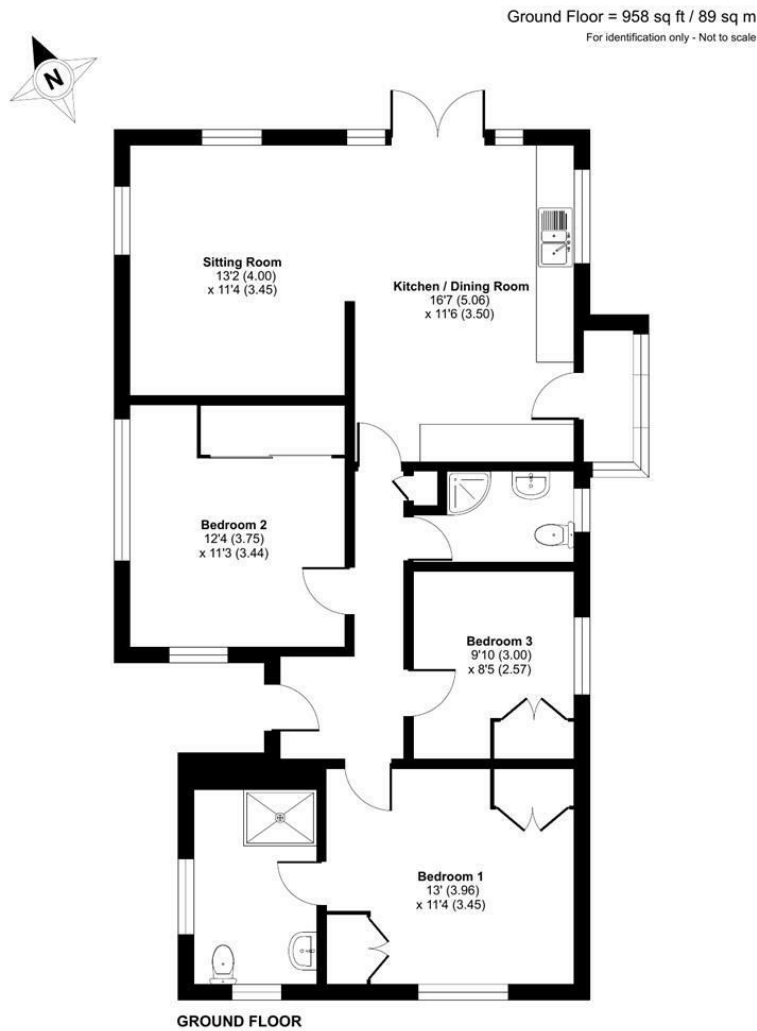 Ground Floor = 958 sq ft / 89 sq m
For identification only - Not to scale
N
Sitting Room
13'2 (4.00)
x 11'4 (3.45)
Kitchen / Dining Room
16'7 (5.06)
x 11'6 (3.50)
Bedroom 2
12'4 (3.75)
x 11'3 (3.44)
Bedroom 3
9'10 (3.00)
x 8'5 (2.57)
Bedroom 1
13' (3.96)
x 11'4 (3.45)
GROUND FLOOR